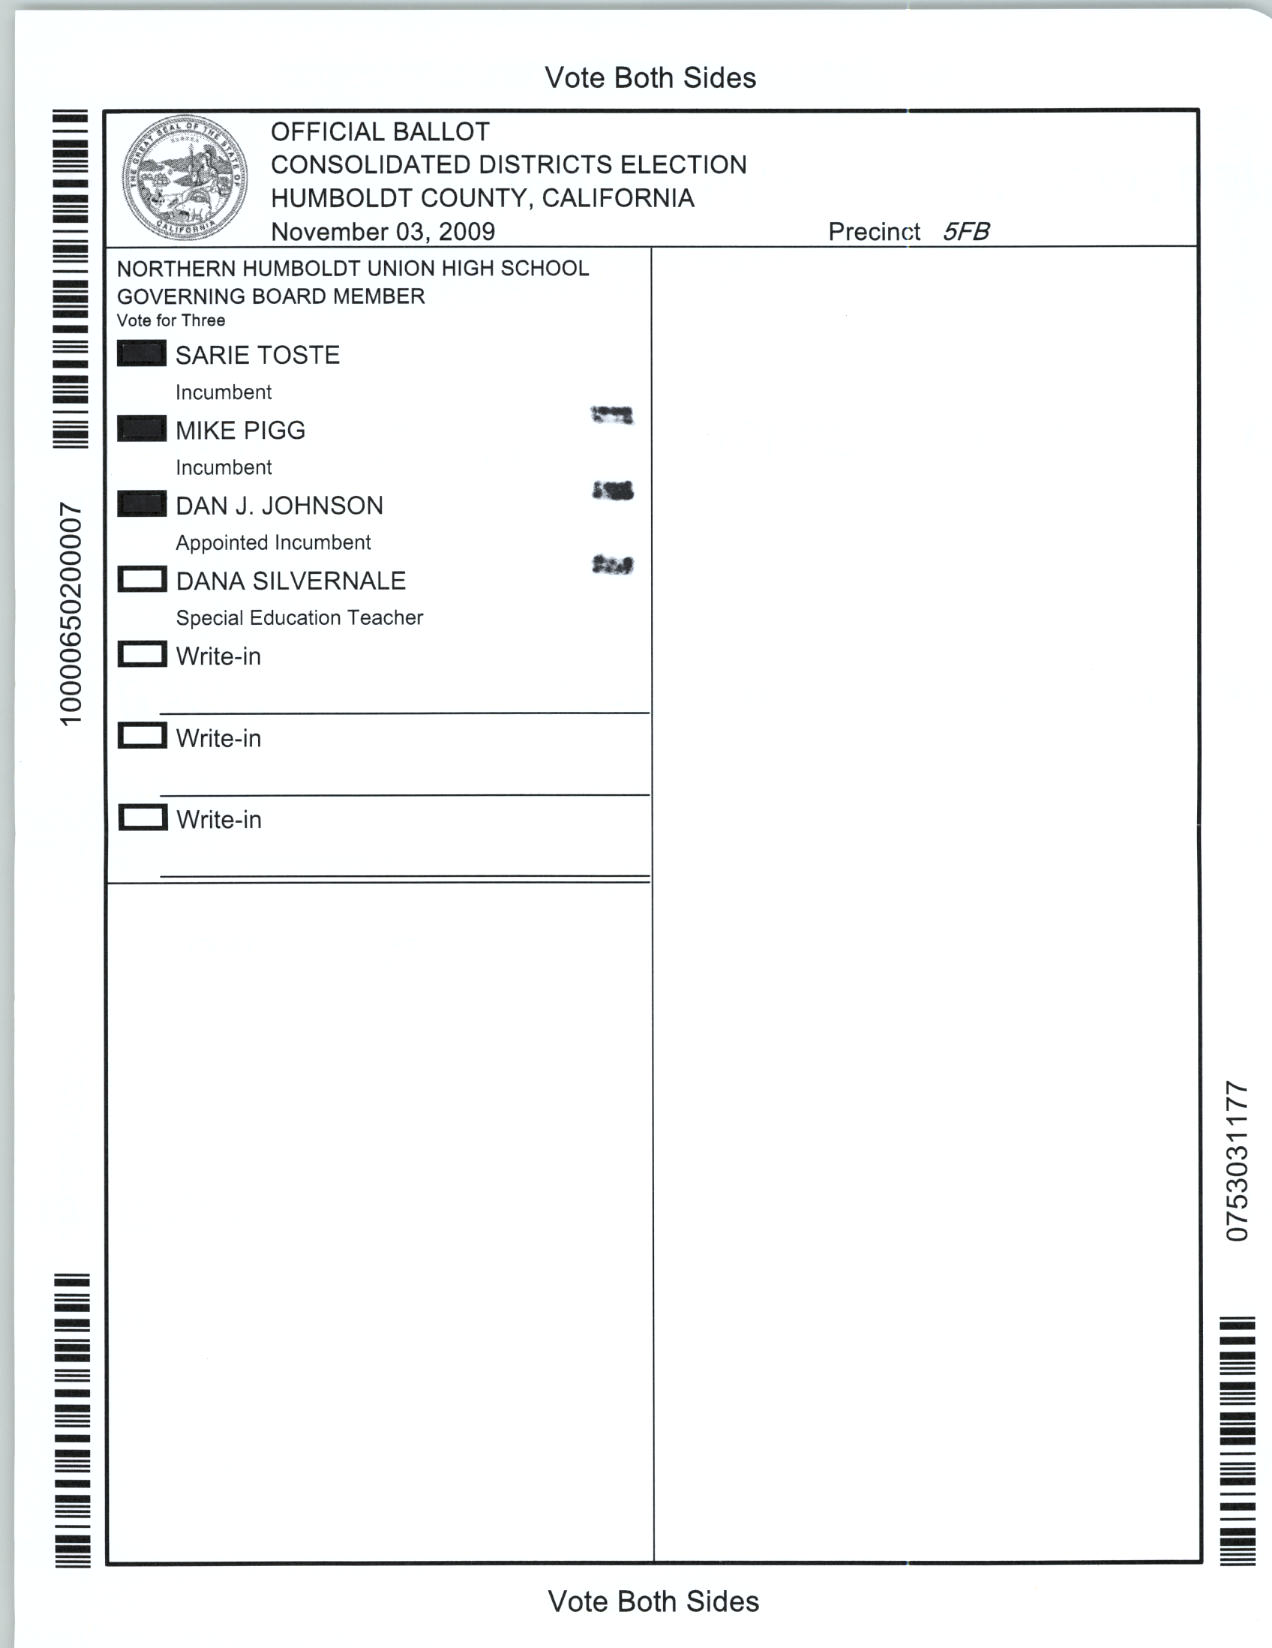 Vote Both Sides
THE GREAT SEAL OF THE STATE OF CALIFORNIA
EUREKA
OFFICIAL BALLOT
CONSOLIDATED DISTRICTS ELECTION
HUMBOLDT COUNTY, CALIFORNIA
November 03, 2009
Precinct 5FB
NORTHERN HUMBOLDT UNION HIGH SCHOOL
GOVERNING BOARD MEMBER
Vote for Three
SARIE TOSTE
Incumbent
MIKE PIGG
Incumbent
DAN J. JOHNSON
Appointed Incumbent
DANA SILVERNALE
Special Education Teacher
Write-in
Write-in
Write-in
10000650200007
0753031177
Vote Both Sides